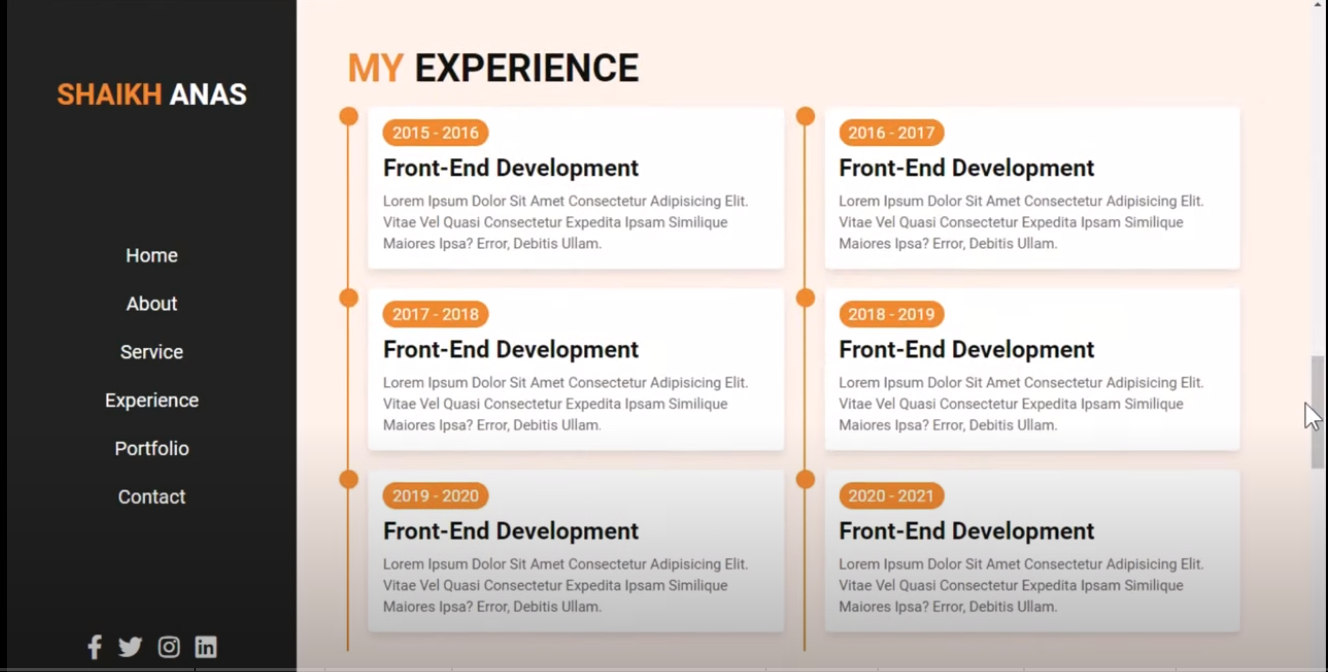 SHAIKH ANAS
Home
About
Service
Experience
Portfolio
Contact
MY EXPERIENCE
2015 - 2016
Front-End Development
Lorem Ipsum Dolor Sit Amet Consectetur Adipisicing Elit.
Vitae Vel Quasi Consectetur Expedita Ipsam Similique
Maiores Ipsa? Error, Debitis Ullam.
2016 - 2017
Front-End Development
Lorem Ipsum Dolor Sit Amet Consectetur Adipisicing Elit.
Vitae Vel Quasi Consectetur Expedita Ipsam Similique
Maiores Ipsa? Error, Debitis Ullam.
2017 - 2018
Front-End Development
Lorem Ipsum Dolor Sit Amet Consectetur Adipisicing Elit.
Vitae Vel Quasi Consectetur Expedita Ipsam Similique
Maiores Ipsa? Error, Debitis Ullam.
2018 - 2019
Front-End Development
Lorem Ipsum Dolor Sit Amet Consectetur Adipisicing Elit.
Vitae Vel Quasi Consectetur Expedita Ipsam Similique
Maiores Ipsa? Error, Debitis Ullam.
2019 - 2020
Front-End Development
Lorem Ipsum Dolor Sit Amet Consectetur Adipisicing Elit.
Vitae Vel Quasi Consectetur Expedita Ipsam Similique
Maiores Ipsa? Error, Debitis Ullam.
2020 - 2021
Front-End Development
Lorem Ipsum Dolor Sit Amet Consectetur Adipisicing Elit.
Vitae Vel Quasi Consectetur Expedita Ipsam Similique
Maiores Ipsa? Error, Debitis Ullam.